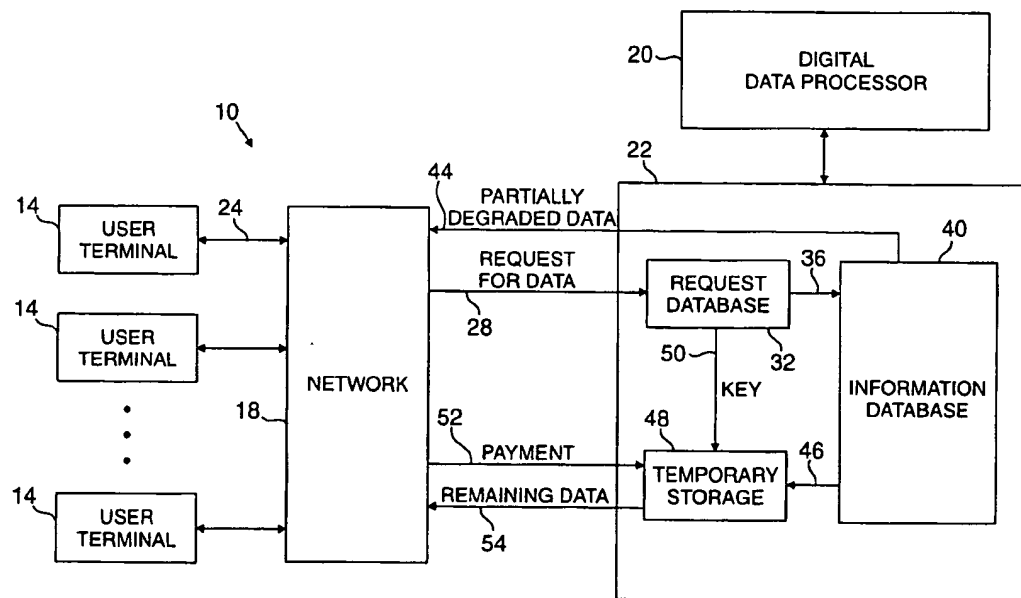 20
DIGITAL
DATA PROCESSOR
10
22
44
PARTIALLY
DEGRADED DATA
14
USER
TERMINAL
24
40
REQUEST
FOR DATA
28
REQUEST
DATABASE
36
32
14
USER
TERMINAL
50
KEY
NETWORK
INFORMATION
DATABASE
18
52
PAYMENT
48
TEMPORARY
STORAGE
46
REMAINING DATA
54
14
USER
TERMINAL